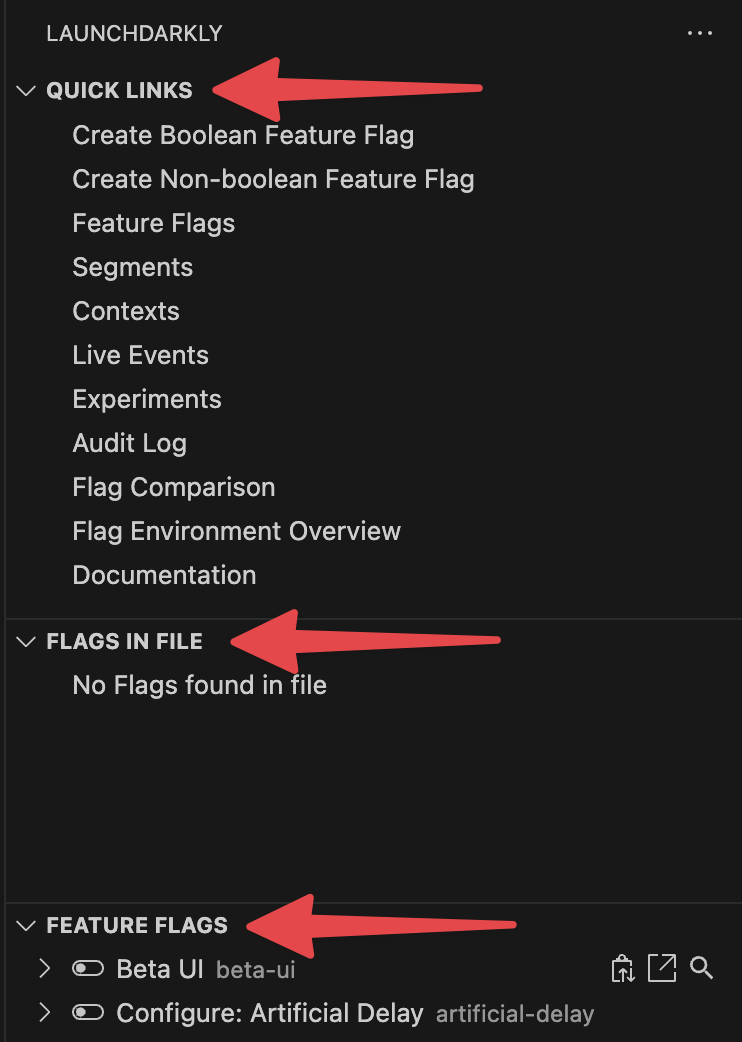 LAUNCHDARKLY
QUICK LINKS
Create Boolean Feature Flag
Create Non-boolean Feature Flag
Feature Flags
Segments
Contexts
Live Events
Experiments
Audit Log
Flag Comparison
Flag Environment Overview
Documentation
FLAGS IN FILE
No Flags found in file
FEATURE FLAGS
Beta UI beta-ui
Configure: Artificial Delay artificial-delay